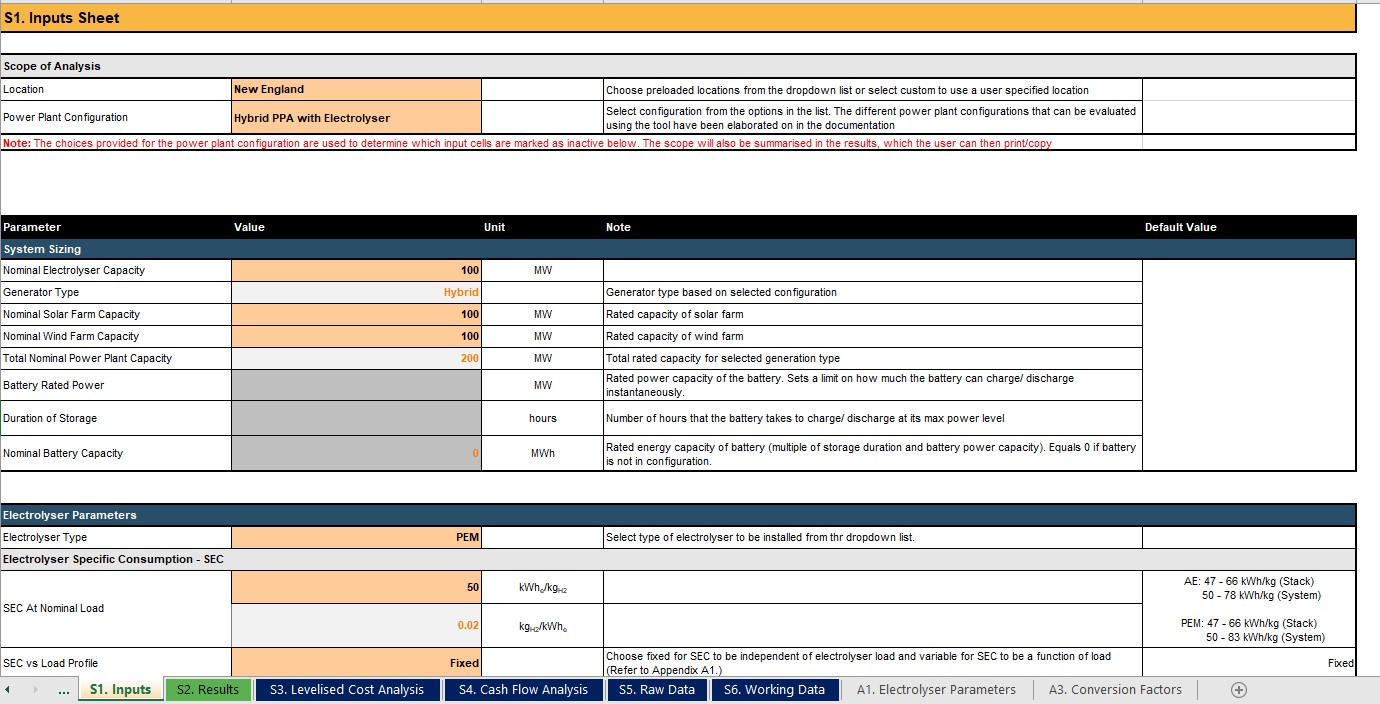 S1. Inputs Sheet
Scope of Analysis
Location New England Choose preloaded locations from the dropdown list or select custom to use a user specified location
Power Plant Configuration Hybrid PPA with Electrolyser Select configuration from the options in the list. The different power plant configurations that can be evaluated
using the tool have been elaborated on in the documentation
Note: The choices provided for the power plant configuration are used to determine which input cells are marked as inactive below. The scope will also be summarised in the results, which the user can then print/copy
Parameter Value Unit Note Default Value
System Sizing
Nominal Electrolyser Capacity 100 MW
Generator Type Hybrid Generator type based on selected configuration
Nominal Solar Farm Capacity 100 MW Rated capacity of solar farm
Nominal Wind Farm Capacity 100 MW Rated capacity of wind farm
Total Nominal Power Plant Capacity 200 MW Total rated capacity for selected generation type
Battery Rated Power MW Rated power capacity of the battery. Sets a limit on how much the battery can charge/ discharge
instantaneously.
Duration of Storage hours Number of hours that the battery takes to charge/ discharge at its max power level
Nominal Battery Capacity 0 MWh Rated energy capacity of battery (multiple of storage duration and battery power capacity). Equals 0 if battery
is not in configuration.
Electrolyser Parameters
Electrolyser Type PEM Select type of electrolyser to be installed from thr dropdown list.
Electrolyser Specific Consumption - SEC
SEC At Nominal Load 50 kWhe/kgH2 AE: 47 - 66 kWh/kg (Stack)
50 - 78 kWh/kg (System)
0.02 kgH2/kWhe PEM: 47 - 66 kWh/kg (Stack)
50 - 83 kWh/kg (System)
SEC vs Load Profile Fixed Choose fixed for SEC to be independent of electrolyser load and variable for SEC to be a function of load
(Refer to Appendix A1.) Fixed
... S1. Inputs S2. Results S3. Levelised Cost Analysis S4. Cash Flow Analysis S5. Raw Data S6. Working Data A1. Electrolyser Parameters A3. Conversion Factors